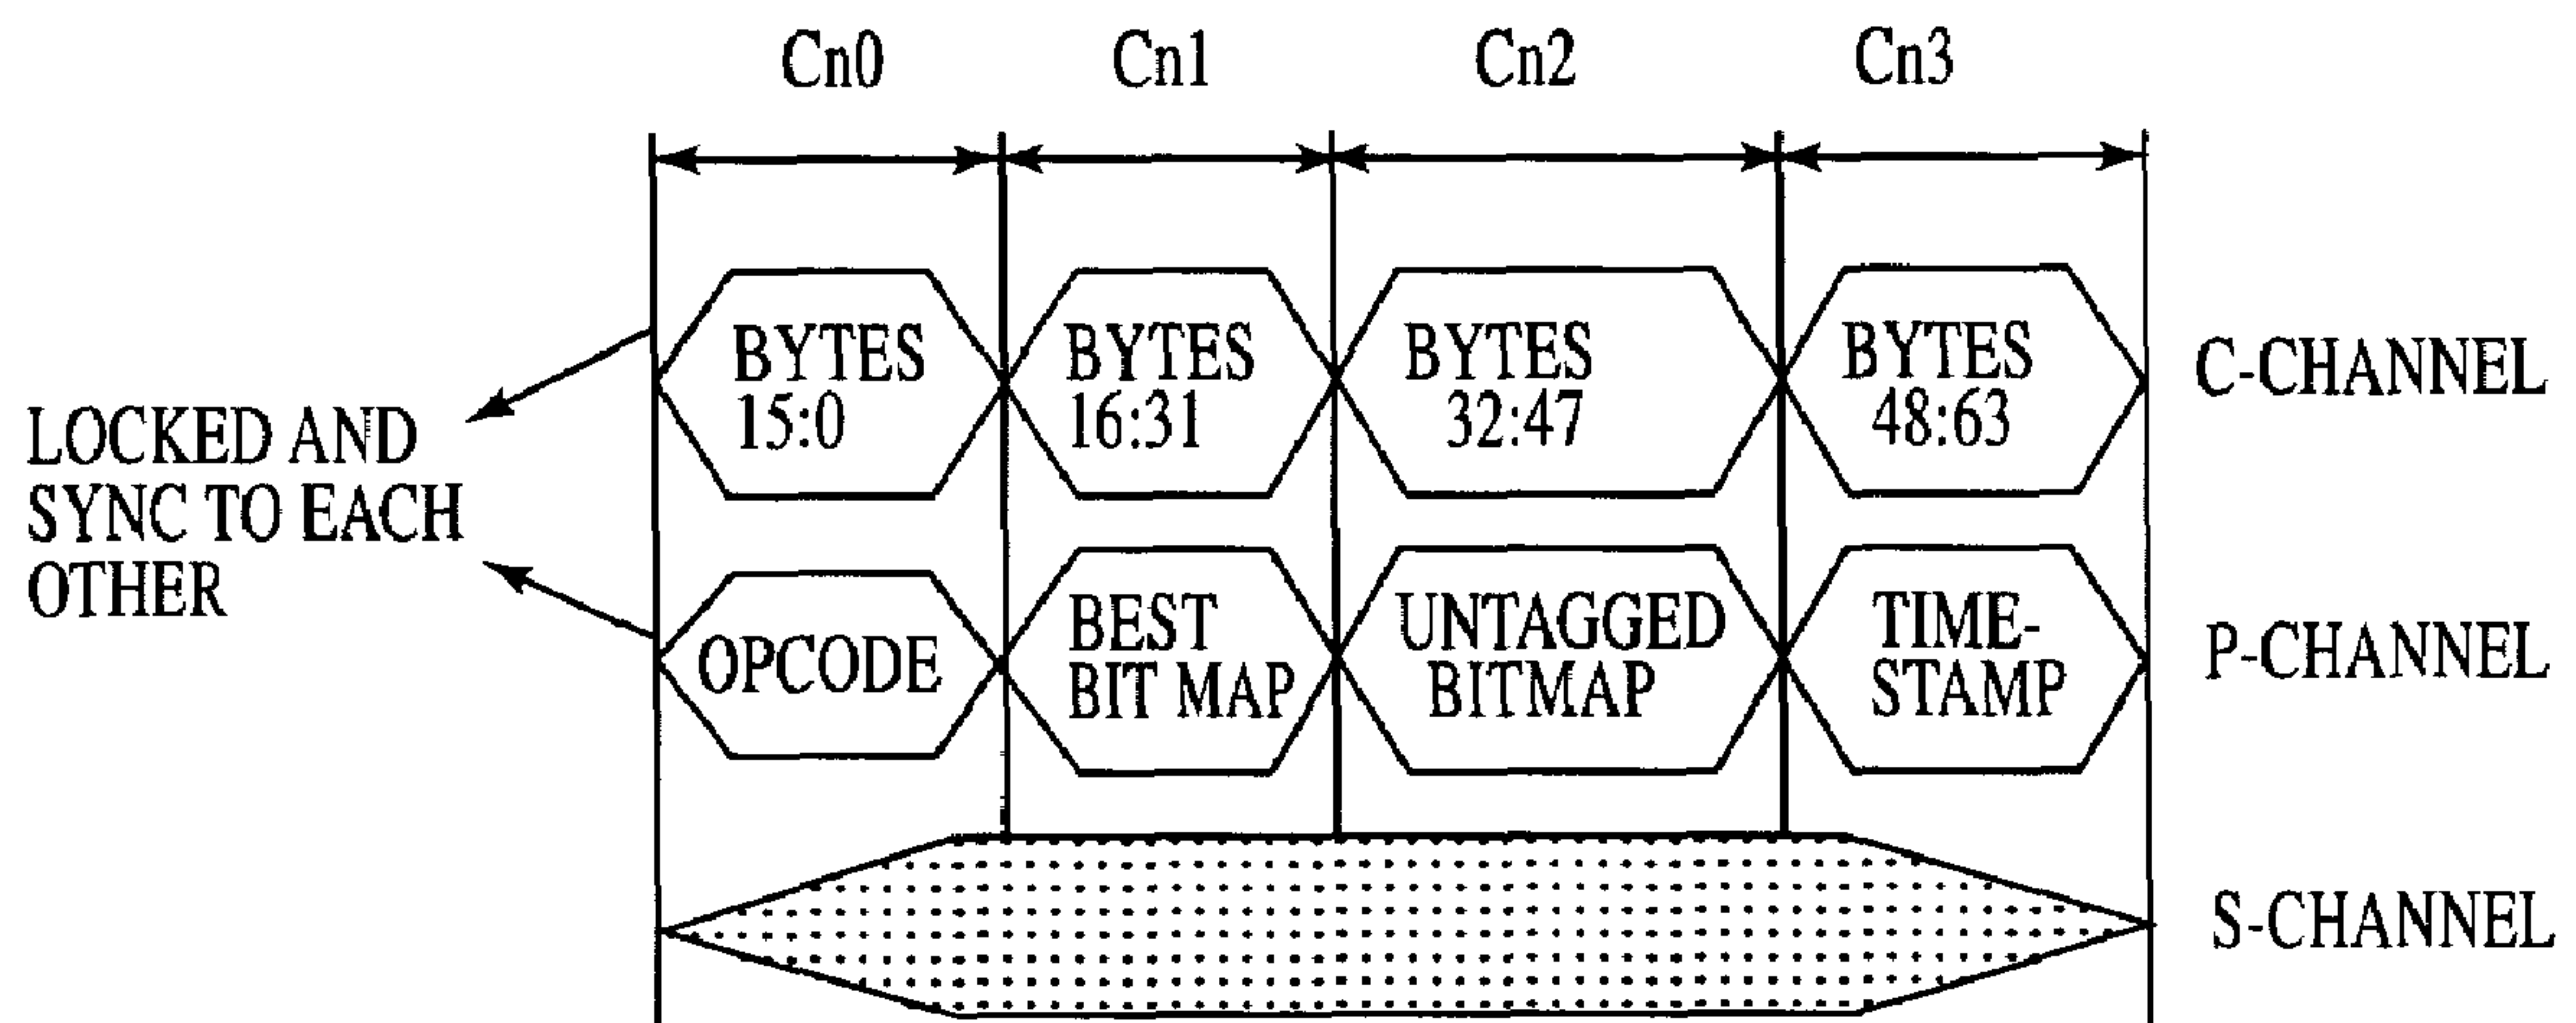 Cn0 Cn1 Cn2 Cn3
BYTES
15:0
BYTES
16:31
BYTES
32:47
BYTES
48:63
C-CHANNEL
LOCKED AND
SYNC TO EACH
OTHER
OPCODE
BEST
BIT MAP
UNTAGGED
BITMAP
TIME-
STAMP
P-CHANNEL
S-CHANNEL